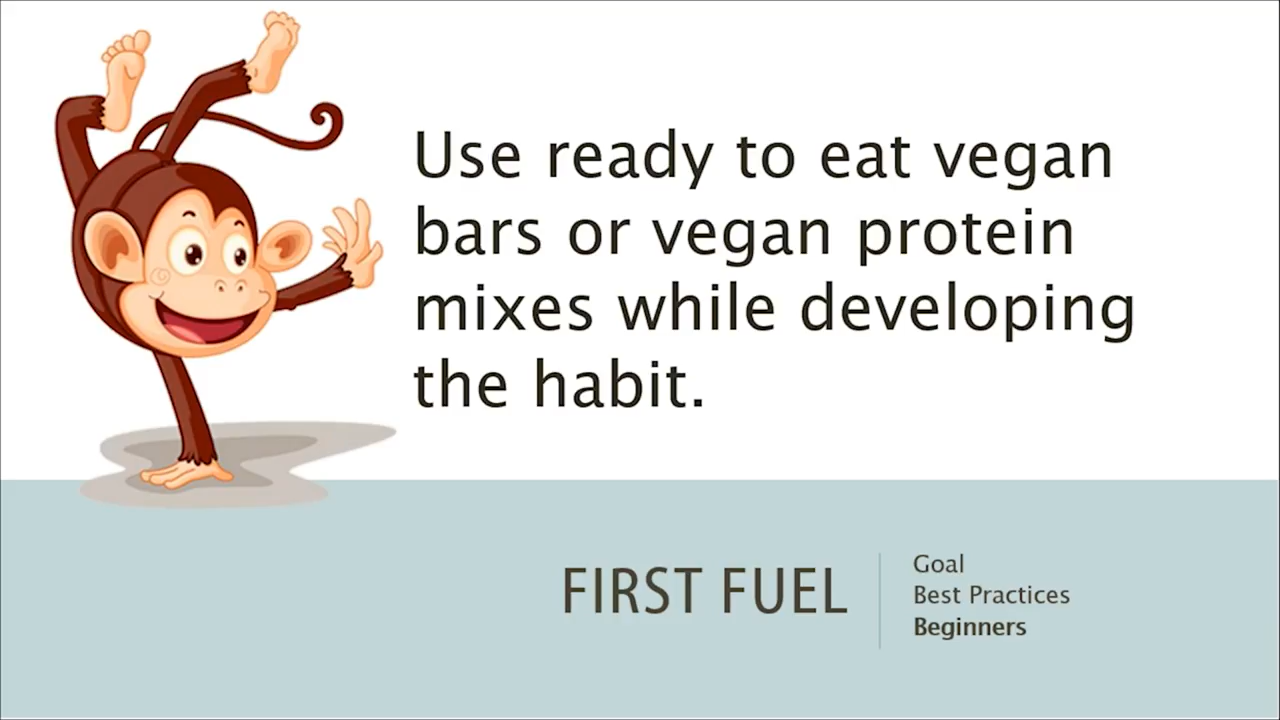 Use ready to eat vegan
bars or vegan protein
mixes while developing
the habit.
FIRST FUEL
Goal
Best Practices
Beginners